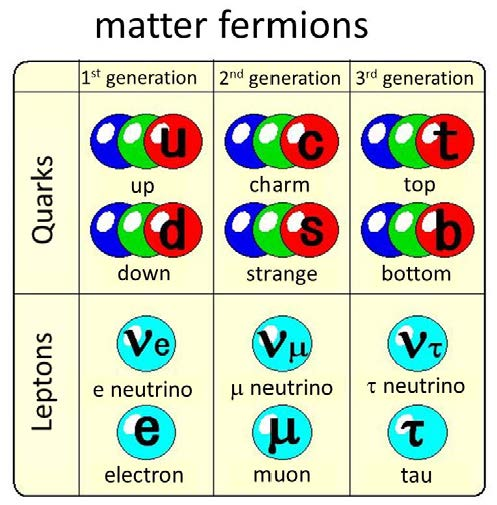 matter fermions
1st generation 2nd generation 3rd generation
Quarks
u c t
up charm top
d s b
down strange bottom
Leptons
νe νμ ντ
e neutrino μ neutrino τ neutrino
e μ τ
electron muon tau